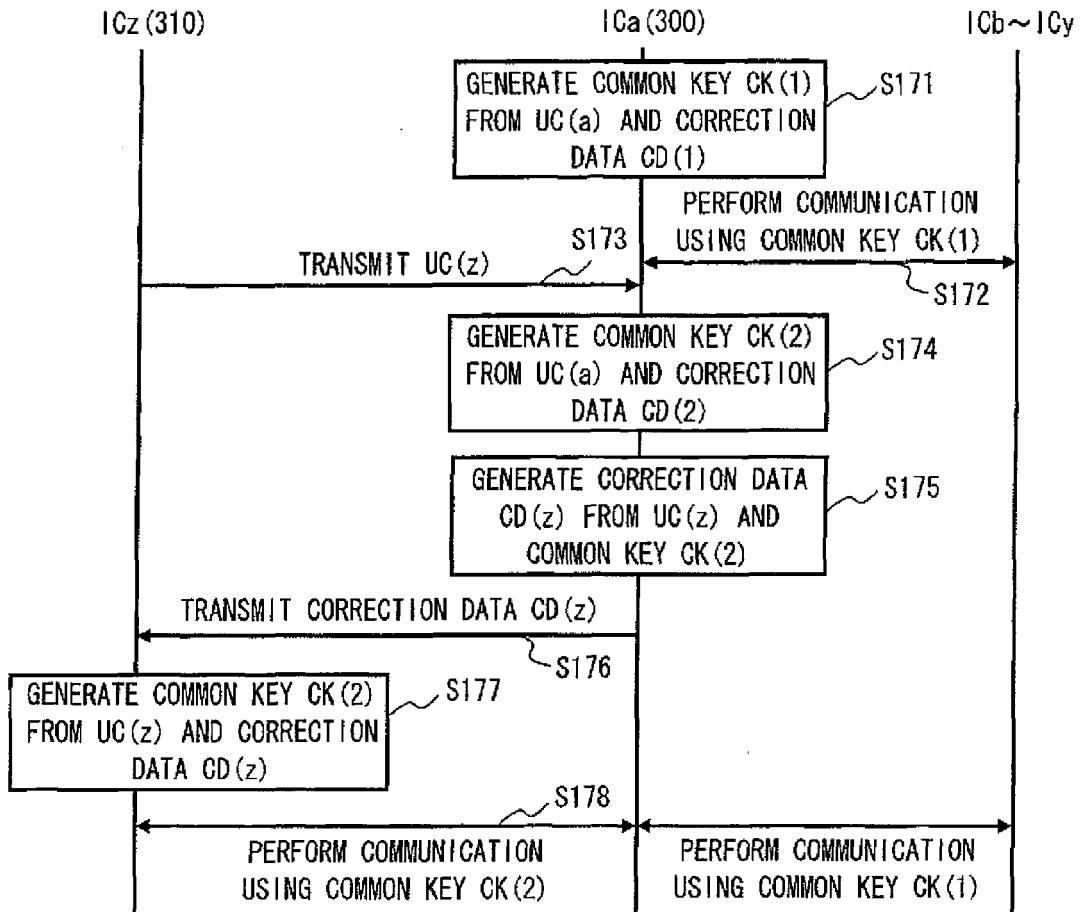 ICz(310)
ICa(300)
ICb~ICy
GENERATE COMMON KEY CK(1)
FROM UC(a) AND CORRECTION
DATA CD(1)
S171
PERFORM COMMUNICATION
USING COMMON KEY CK(1)
S172
S173
TRANSMIT UC(z)
GENERATE COMMON KEY CK(2)
FROM UC(a) AND CORRECTION
DATA CD(2)
S174
GENERATE CORRECTION DATA
CD(z) FROM UC(z) AND
COMMON KEY CK(2)
S175
TRANSMIT CORRECTION DATA CD(z)
S176
GENERATE COMMON KEY CK(2)
FROM UC(z) AND CORRECTION
DATA CD(z)
S177
S178
PERFORM COMMUNICATION
USING COMMON KEY CK(2)
PERFORM COMMUNICATION
USING COMMON KEY CK(1)